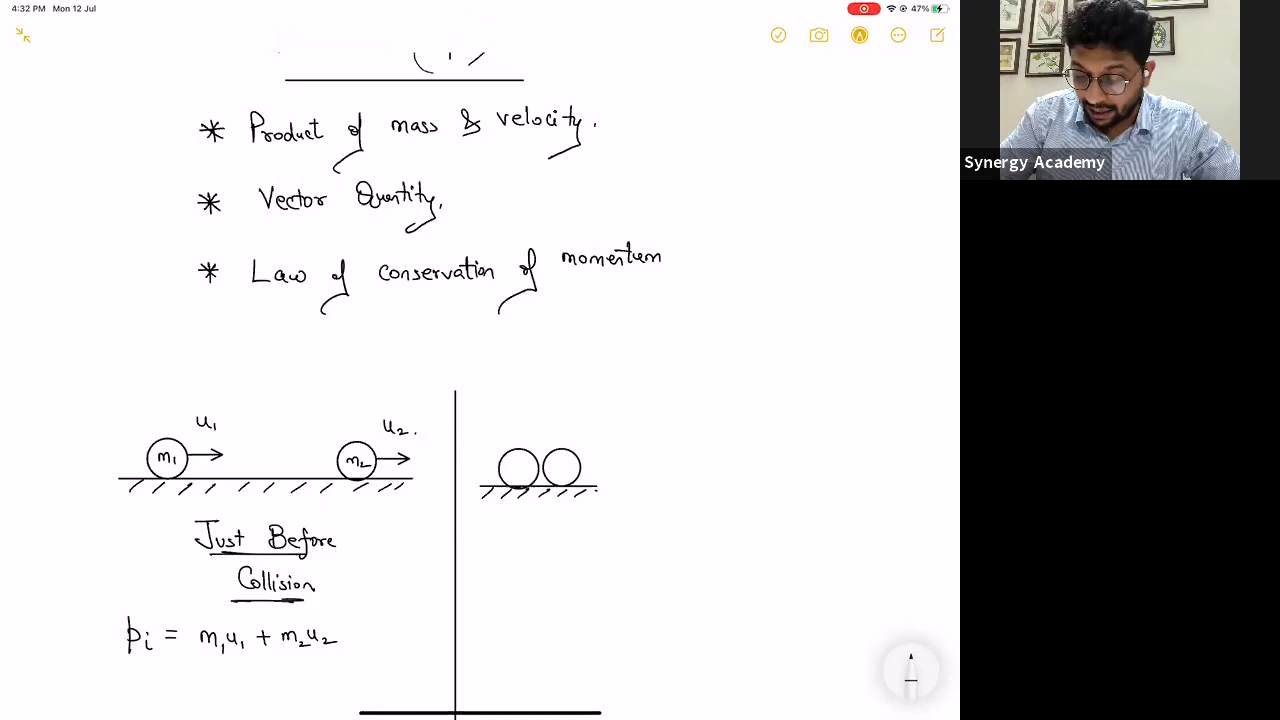 4:32 PM Mon 12 Jul
47%
* Product of mass & velocity.
* Vector Quantity.
* Law of conservation of momentum
u1
u2.
m1
m2
Just Before
Collision
pi = m1u1 + m2u2
Synergy Academy